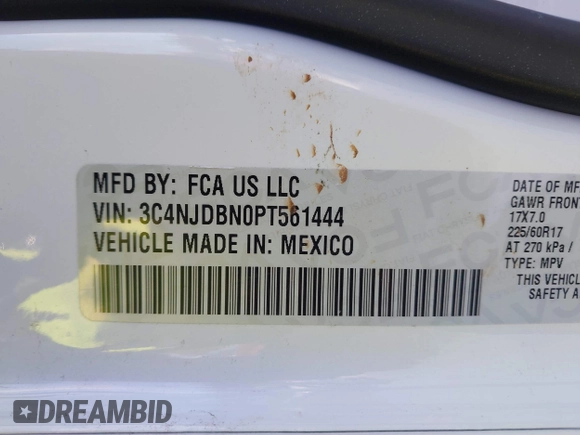 MFD BY: FCA US LLC
VIN: 3C4NJDBN0PT561444
VEHICLE MADE IN: MEXICO
DATE OF M
GAWR FRONT
17X7.0
225/60R17
AT 270 kPa /
TYPE: MPV
THIS VEHICL
SAFETY A
DREAMBID